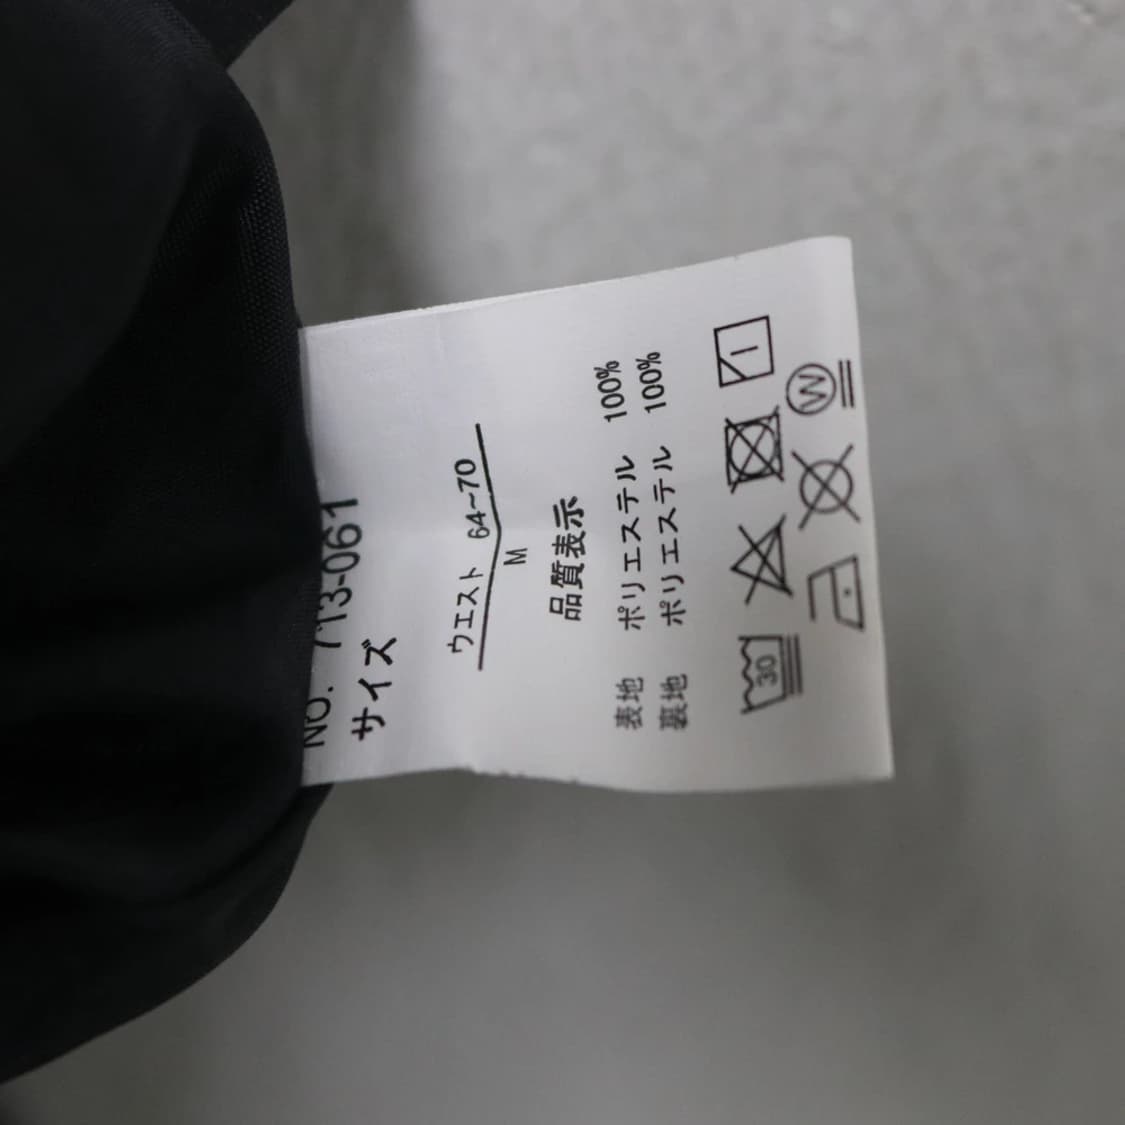 NO. 713-061
サイズ
ウエスト 64~70
M
品質表示
表地 ポリエステル 100%
裏地 ポリエステル 100%
30
W